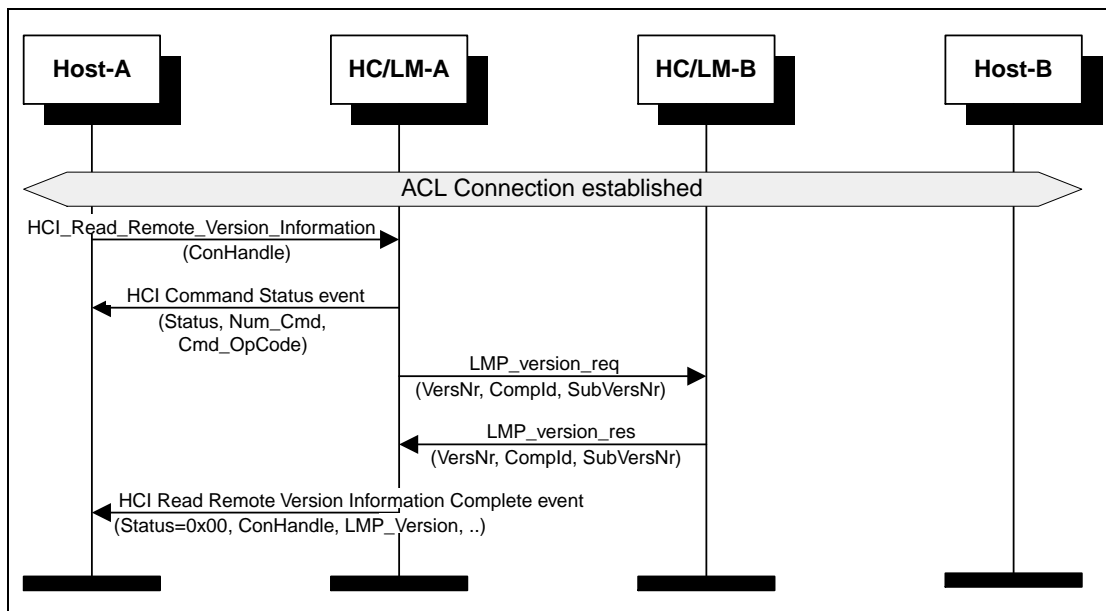 Host-A
HC/LM-A
HC/LM-B
Host-B
ACL Connection established
HCI_Read_Remote_Version_Information
(ConHandle)
HCI Command Status event
(Status, Num_Cmd,
Cmd_OpCode)
LMP_version_req
(VersNr, CompId, SubVersNr)
LMP_version_res
(VersNr, CompId, SubVersNr)
HCI Read Remote Version Information Complete event
(Status=0x00, ConHandle, LMP_Version, ..)